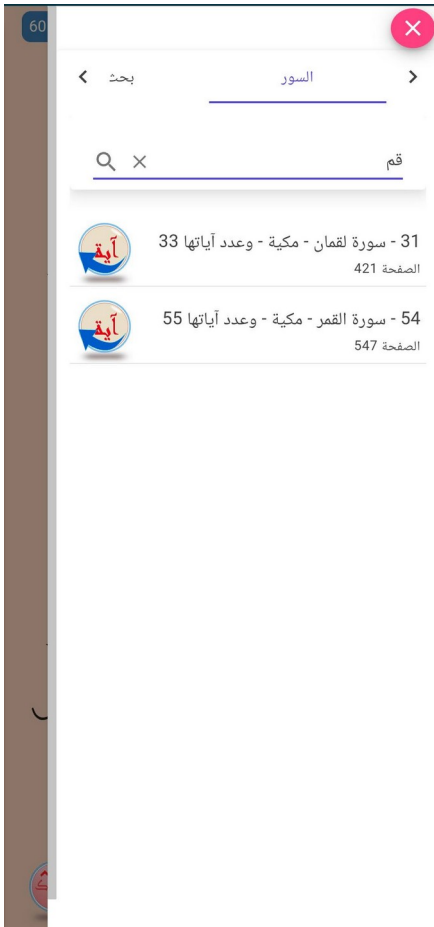 60
السور
بحث
قم
31 - سورة لقمان - مكية - وعدد آياتها 33
الصفحة 421
آية
54 - سورة القمر - مكية - وعدد آياتها 55
الصفحة 547
آية